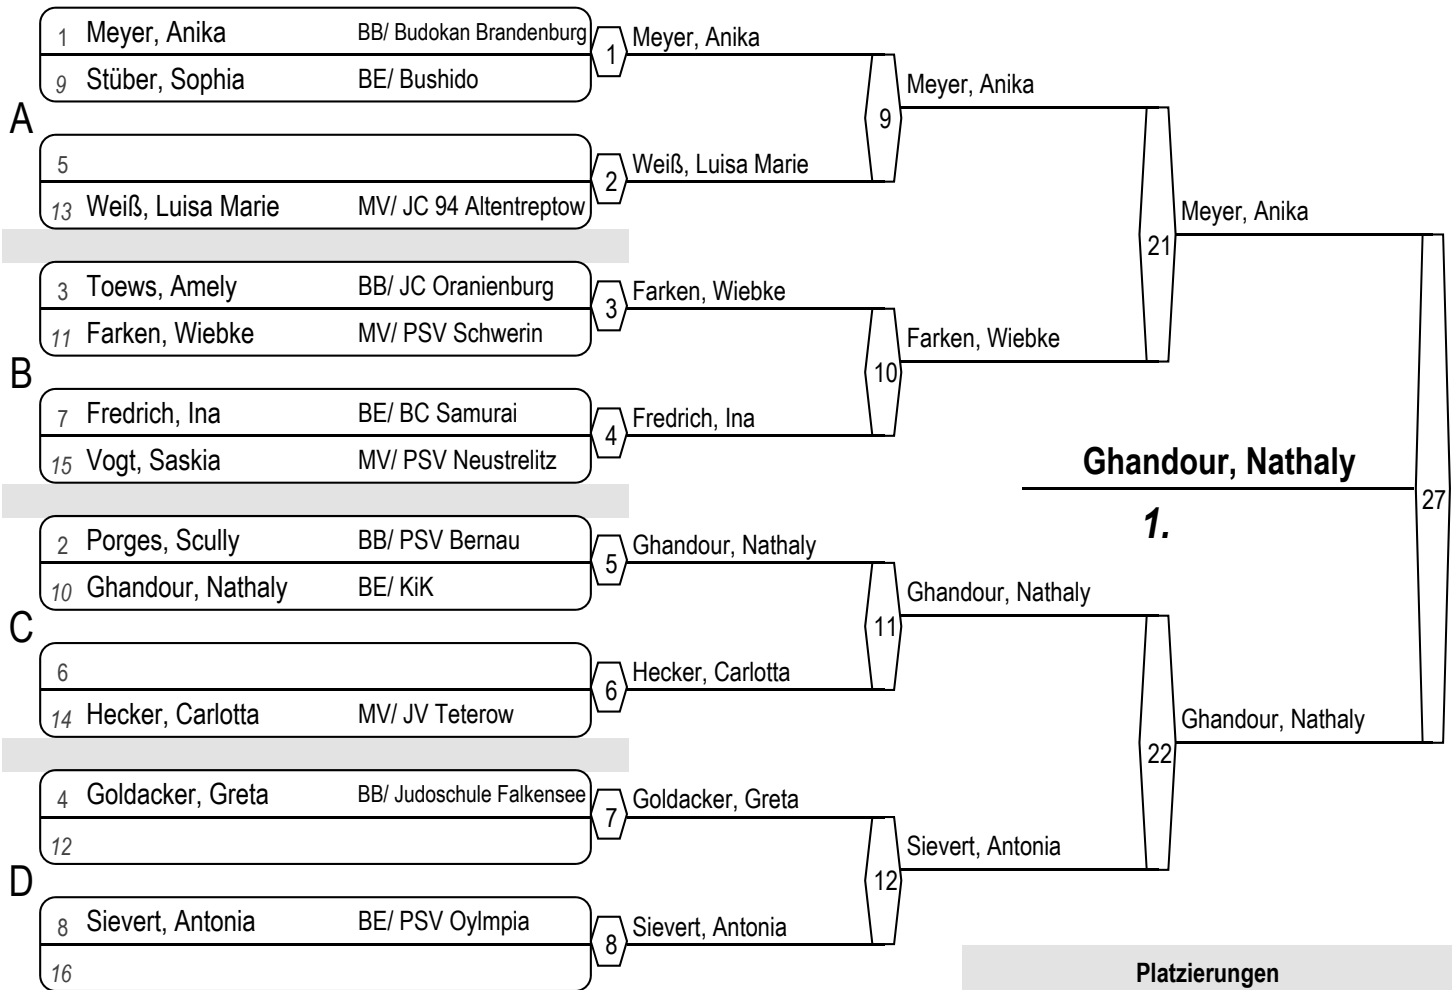 1 Meyer, Anika BB/ Budokan Brandenburg
9 Stüber, Sophia BE/ Bushido
1 Meyer, Anika
A
5
13 Weiß, Luisa Marie MV/ JC 94 Altentreptow
2 Weiß, Luisa Marie
9 Meyer, Anika
3 Toews, Amely BB/ JC Oranienburg
11 Farken, Wiebke MV/ PSV Schwerin
3 Farken, Wiebke
B
7 Fredrich, Ina BE/ BC Samurai
15 Vogt, Saskia MV/ PSV Neustrelitz
4 Fredrich, Ina
10 Farken, Wiebke
21 Meyer, Anika
2 Porges, Scully BB/ PSV Bernau
10 Ghandour, Nathaly BE/ KiK
5 Ghandour, Nathaly
C
6
14 Hecker, Carlotta MV/ JV Teterow
6 Hecker, Carlotta
11 Ghandour, Nathaly
4 Goldacker, Greta BB/ Judoschule Falkensee
12
7 Goldacker, Greta
D
8 Sievert, Antonia BE/ PSV Oylmpia
16
8 Sievert, Antonia
12 Sievert, Antonia
22 Ghandour, Nathaly
27 Ghandour, Nathaly
1.
Platzierungen